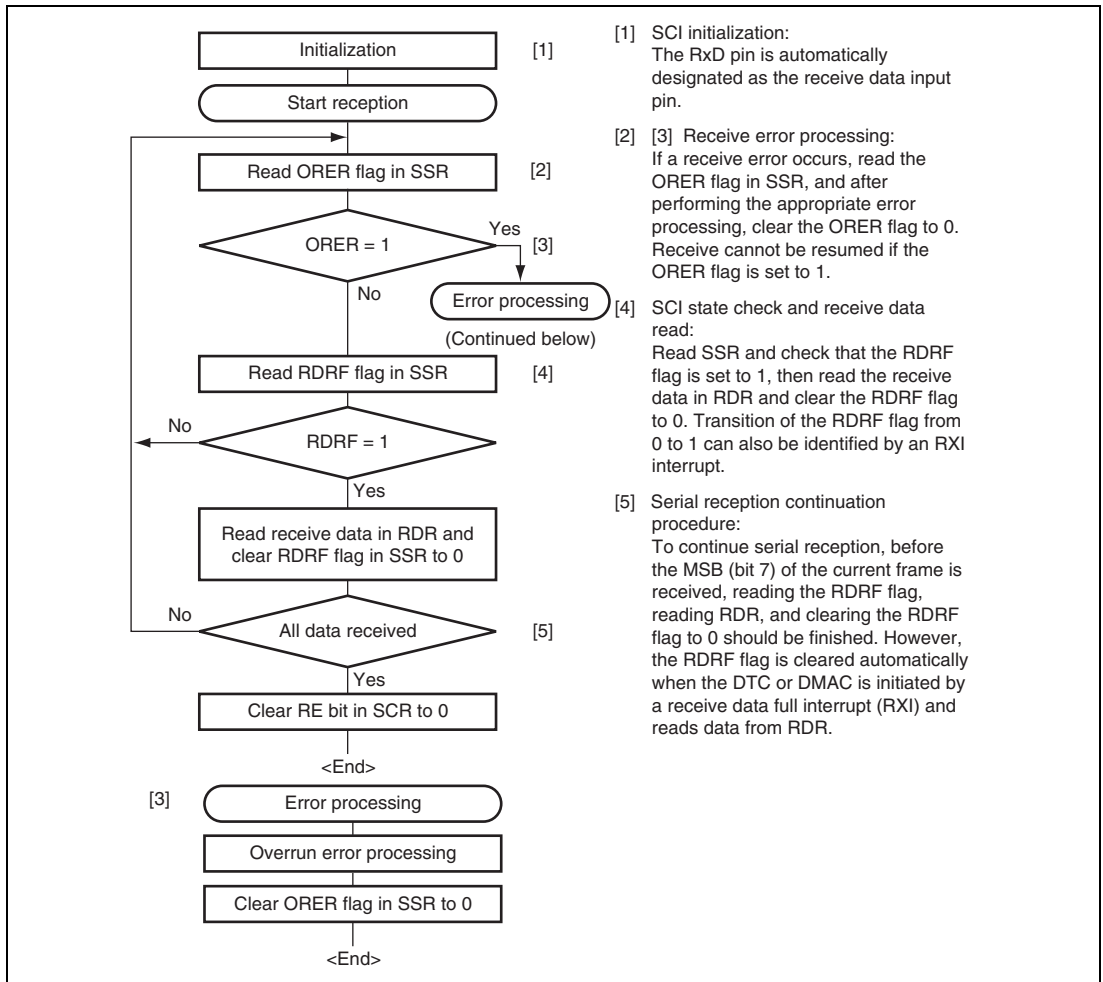 Initialization
[1]
Start reception
Read ORER flag in SSR
[2]
ORER = 1
Yes
[3]
No
Error processing
(Continued below)
Read RDRF flag in SSR
[4]
No
RDRF = 1
Yes
Read receive data in RDR and
clear RDRF flag in SSR to 0
No
All data received
[5]
Yes
Clear RE bit in SCR to 0
<End>
[3]
Error processing
Overrun error processing
Clear ORER flag in SSR to 0
<End>
[1] SCI initialization:
The RxD pin is automatically
designated as the receive data input
pin.
[2] [3] Receive error processing:
If a receive error occurs, read the
ORER flag in SSR, and after
performing the appropriate error
processing, clear the ORER flag to 0.
Receive cannot be resumed if the
ORER flag is set to 1.
[4] SCI state check and receive data
read:
Read SSR and check that the RDRF
flag is set to 1, then read the receive
data in RDR and clear the RDRF flag
to 0. Transition of the RDRF flag from
0 to 1 can also be identified by an RXI
interrupt.
[5] Serial reception continuation
procedure:
To continue serial reception, before
the MSB (bit 7) of the current frame is
received, reading the RDRF flag,
reading RDR, and clearing the RDRF
flag to 0 should be finished. However,
the RDRF flag is cleared automatically
when the DTC or DMAC is initiated by
a receive data full interrupt (RXI) and
reads data from RDR.